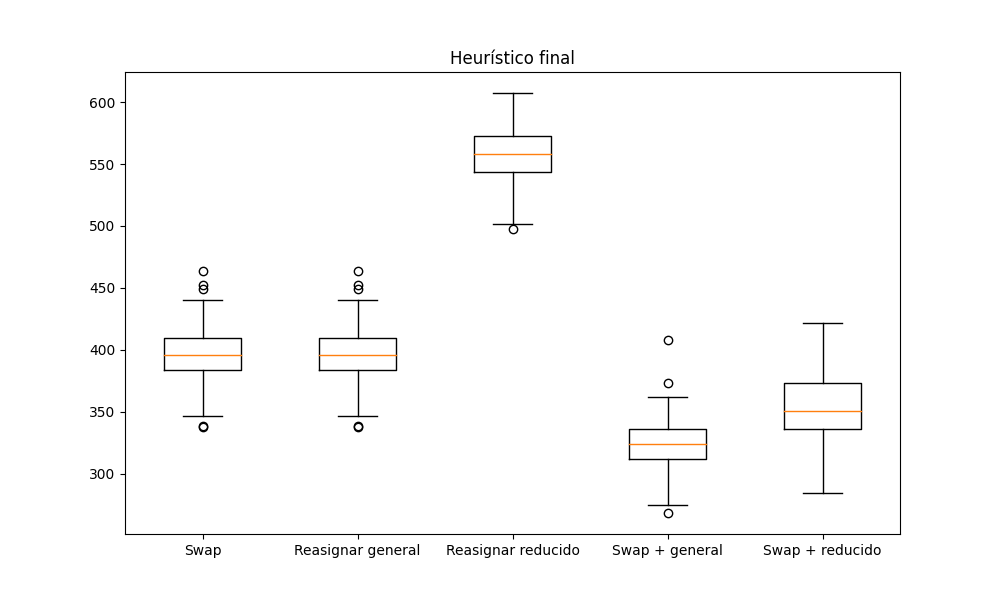 Heurístico final
600
550
500
450
400
350
300
Swap
Reasignar general
Reasignar reducido
Swap + general
Swap + reducido